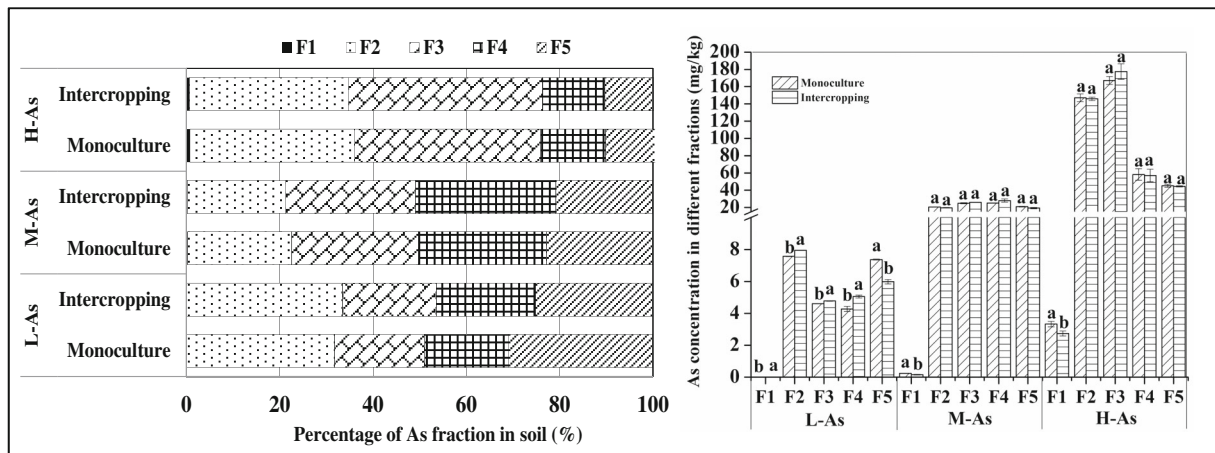 F1 F2 F3 F4 F5
H-As
Intercropping
Monoculture
M-As
Intercropping
Monoculture
L-As
Intercropping
Monoculture
0 20 40 60 80 100
Percentage of As fraction in soil (%)
As concentration in different fractions (mg/kg)
200
180
160
140
120
100
80
60
40
20
8
6
4
2
0
Monoculture
Intercropping
b a b a b a b a a b
a b a a a a a a a a
a b a a a a a a a a
F1 F2 F3 F4 F5 F1 F2 F3 F4 F5 F1 F2 F3 F4 F5
L-As M-As H-As